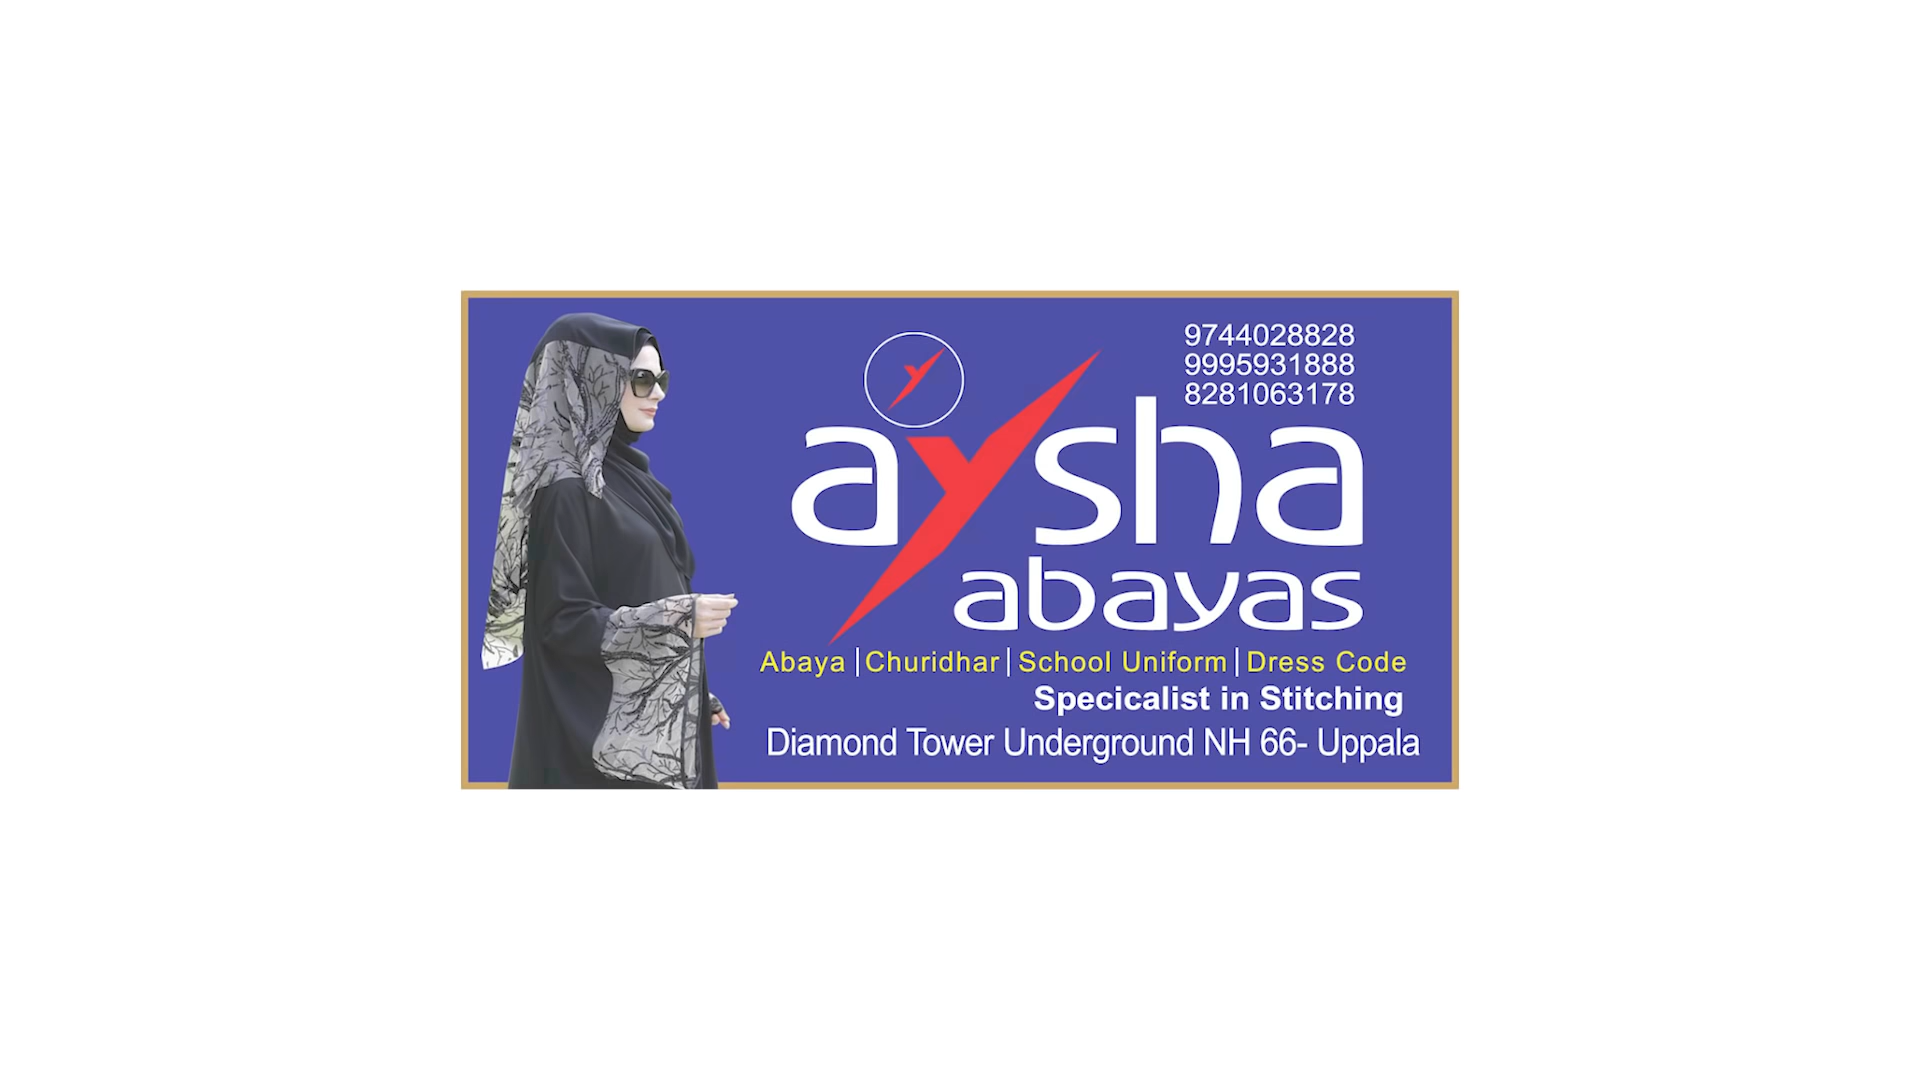 9744028828
9995931888
8281063178
y
aysha
abayas
Abaya | Churidhar | School Uniform | Dress Code
Specicalist in Stitching
Diamond Tower Underground NH 66- Uppala